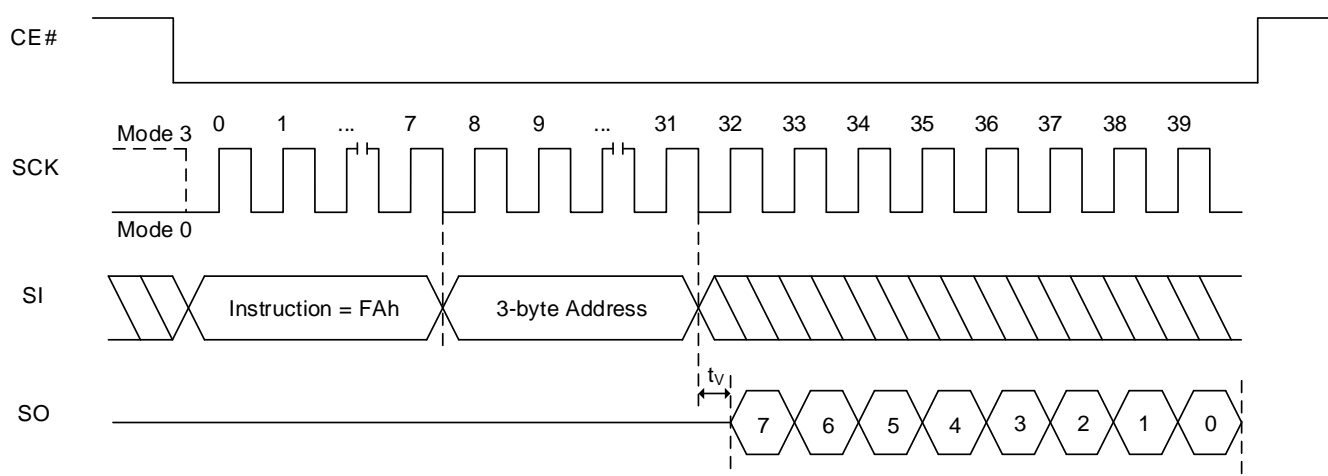 CE#
Mode 3 0 1 ... 7 8 9 ... 31 32 33 34 35 36 37 38 39
SCK
Mode 0
SI Instruction = FAh 3-byte Address
tV
SO 7 6 5 4 3 2 1 0